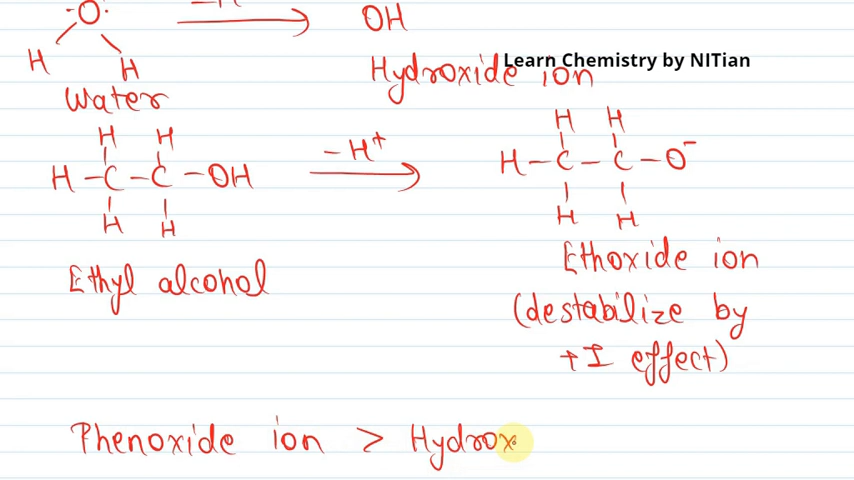 O
-H+
OH
H
H
Hydroxide ion
Learn Chemistry by NITian
Water
H H
H H
H-C-C-OH
-H+
H-C-C-O-
H H
H H
Ethyl alcohol
Ethoxide ion
(destabilize by
+I effect)
Phenoxide ion > Hydrox